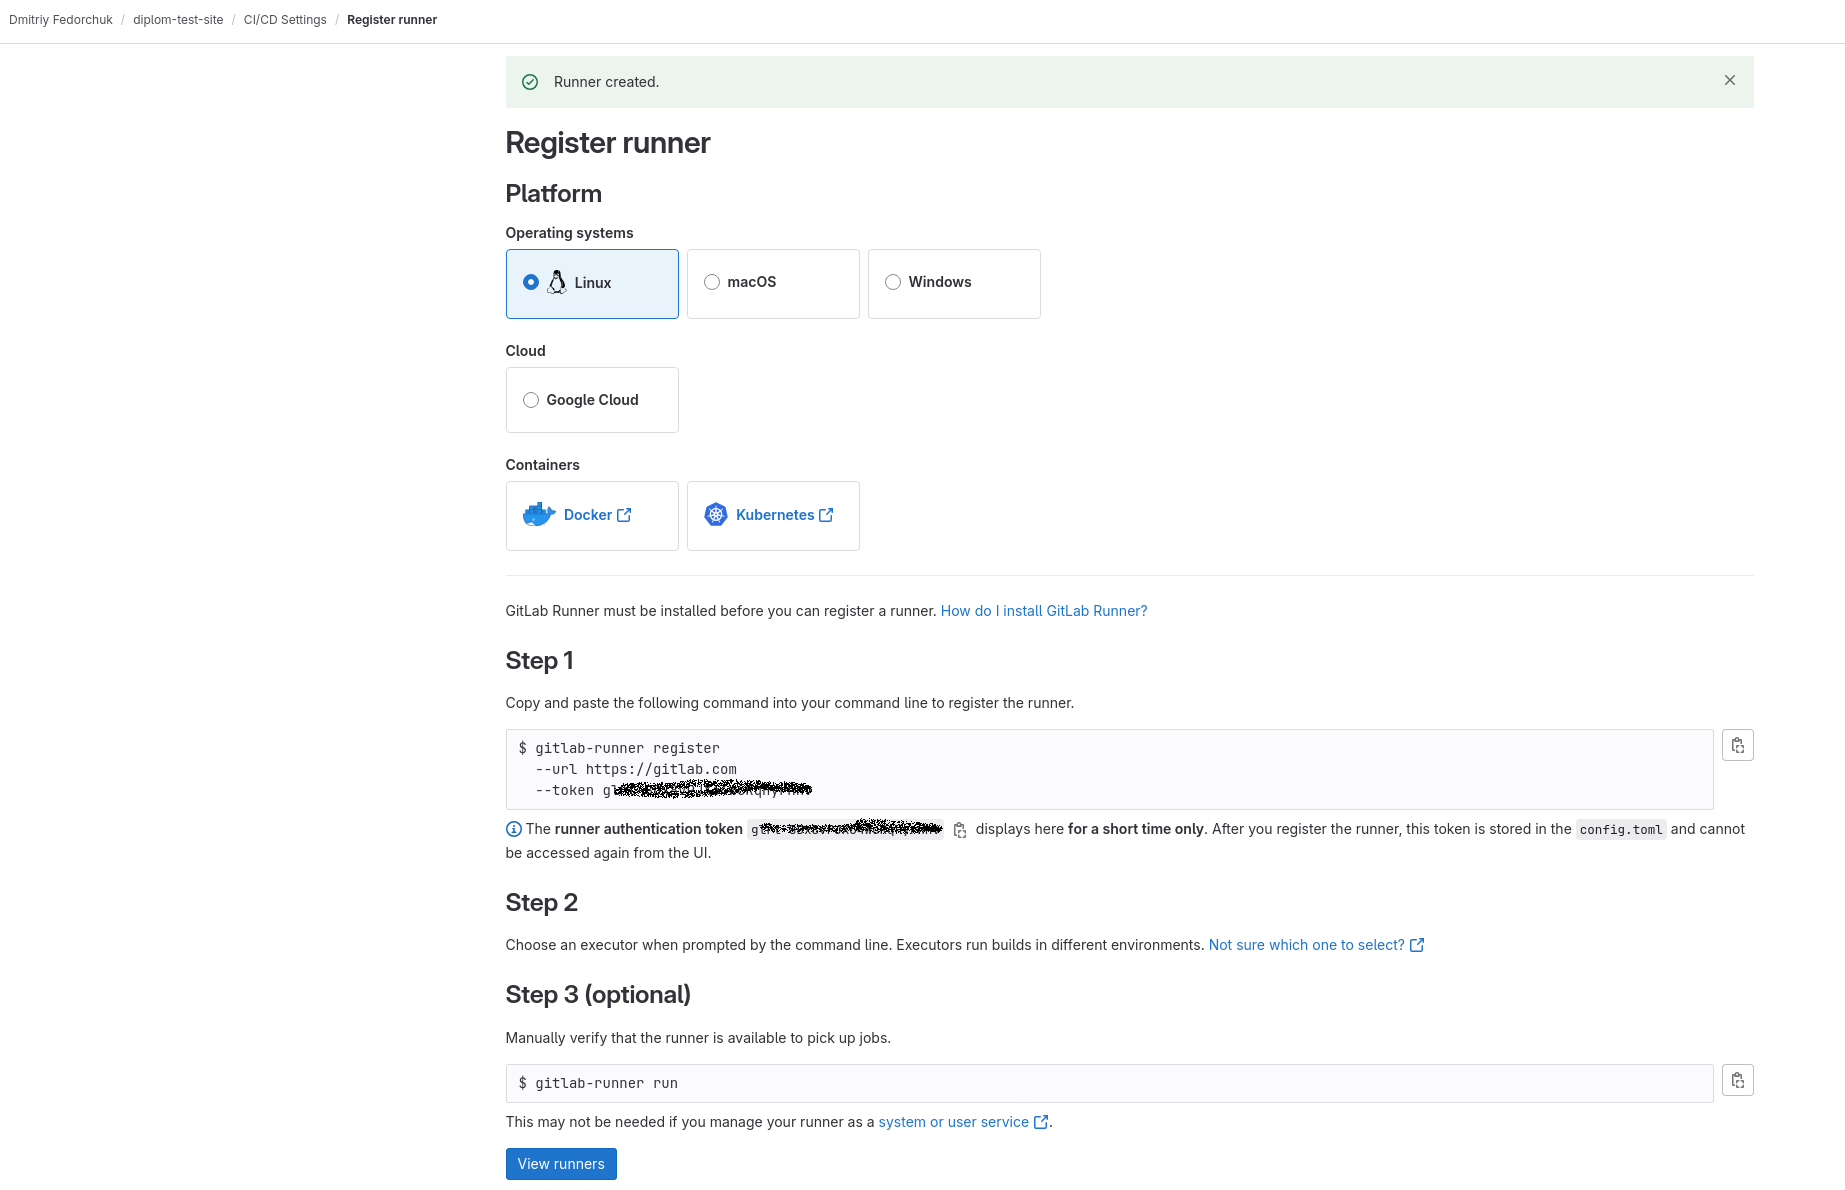 Dmitriy Fedorchuk / diplom-test-site / CI/CD Settings / Register runner
Runner created.
Register runner
Platform
Operating systems
Linux
macOS
Windows
Cloud
Google Cloud
Containers
Docker
Kubernetes
GitLab Runner must be installed before you can register a runner. How do I install GitLab Runner?
Step 1
Copy and paste the following command into your command line to register the runner.
$ gitlab-runner register
--url https://gitlab.com
--token
The runner authentication token displays here for a short time only. After you register the runner, this token is stored in the config.toml and cannot
be accessed again from the UI.
Step 2
Choose an executor when prompted by the command line. Executors run builds in different environments. Not sure which one to select?
Step 3 (optional)
Manually verify that the runner is available to pick up jobs.
$ gitlab-runner run
This may not be needed if you manage your runner as a system or user service.
View runners